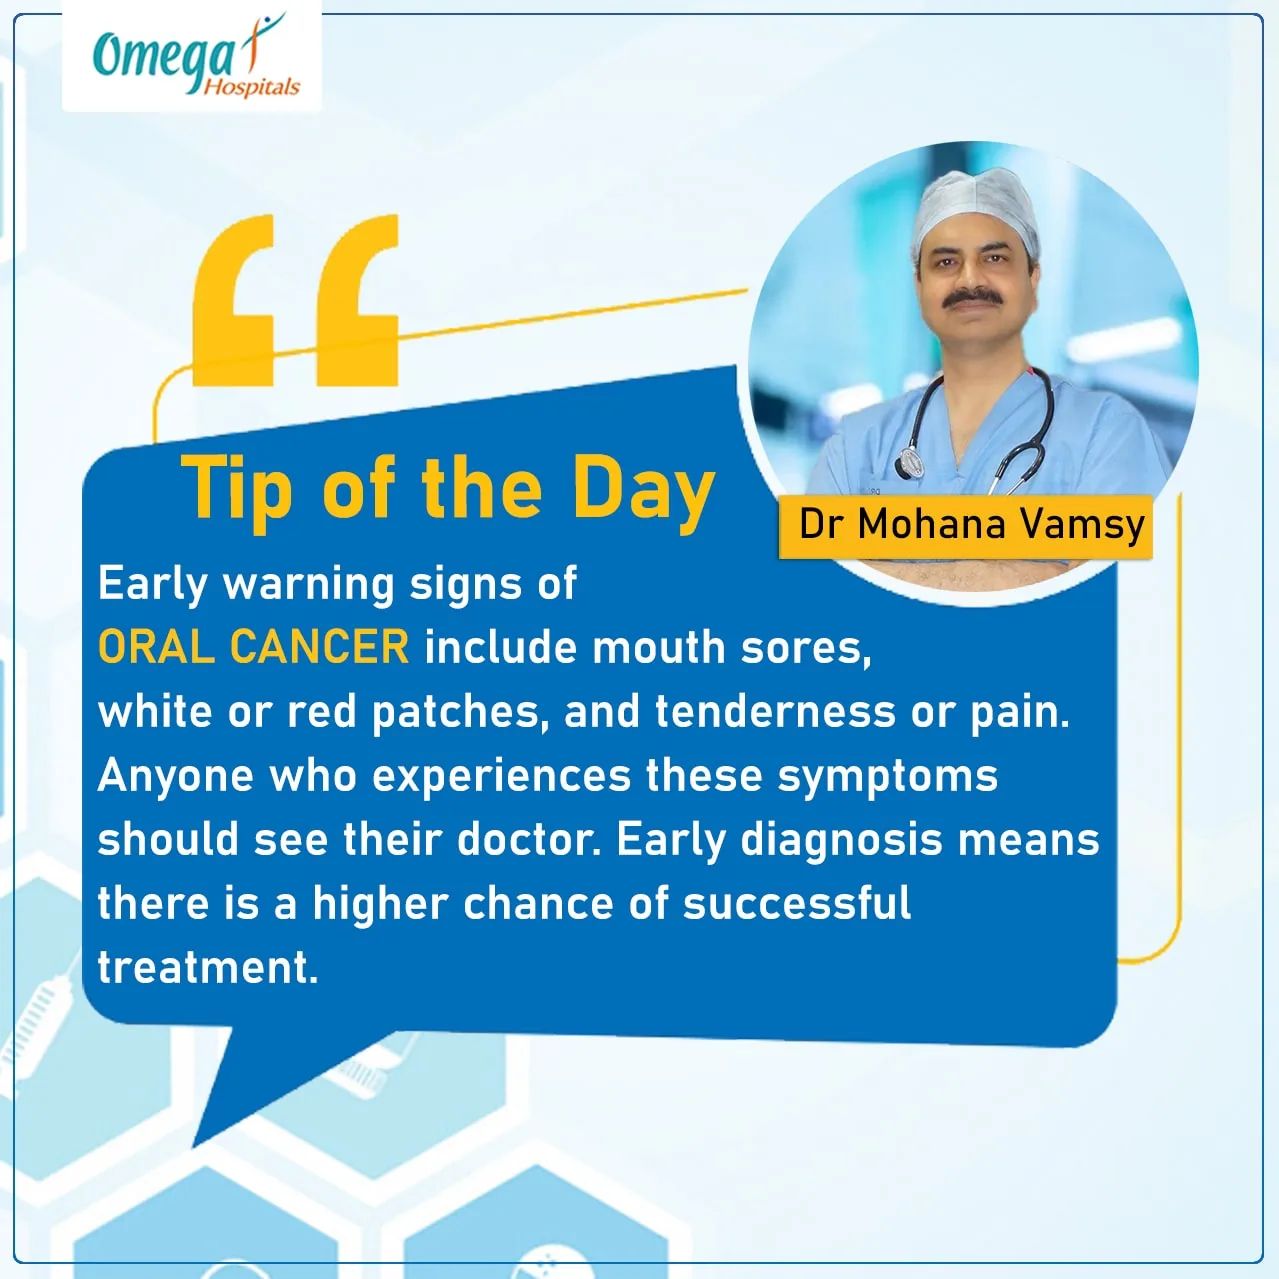 Omega
Hospitals
Tip of the Day
Dr Mohana Vamsy
Early warning signs of
ORAL CANCER include mouth sores,
white or red patches, and tenderness or pain.
Anyone who experiences these symptoms
should see their doctor. Early diagnosis means
there is a higher chance of successful
treatment.